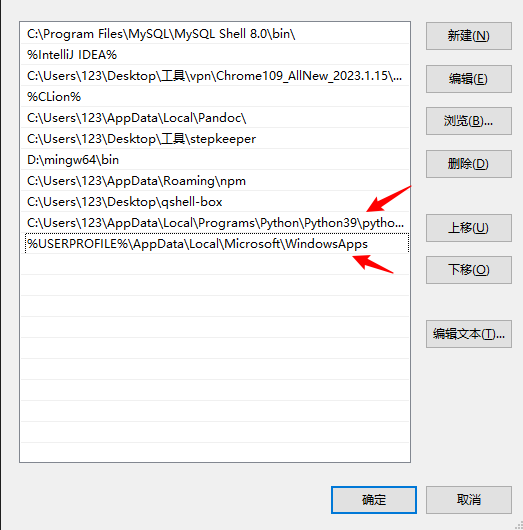 C:\Program Files\MySQL\MySQL Shell 8.0\bin\
%IntelliJ IDEA%
C:\Users\123\Desktop\工具\vpn\Chrome109_AllNew_2023.1.15\...
%CLion%
C:\Users\123\AppData\Local\Pandoc\
C:\Users\123\Desktop\工具\stepkeeper
D:\mingw64\bin
C:\Users\123\AppData\Roaming\npm
C:\Users\123\Desktop\qshell-box
C:\Users\123\AppData\Local\Programs\Python\Python39\pytho...
%USERPROFILE%\AppData\Local\Microsoft\WindowsApps
新建(N)
编辑(E)
浏览(B)...
删除(D)
上移(U)
下移(O)
编辑文本(T)...
确定
取消